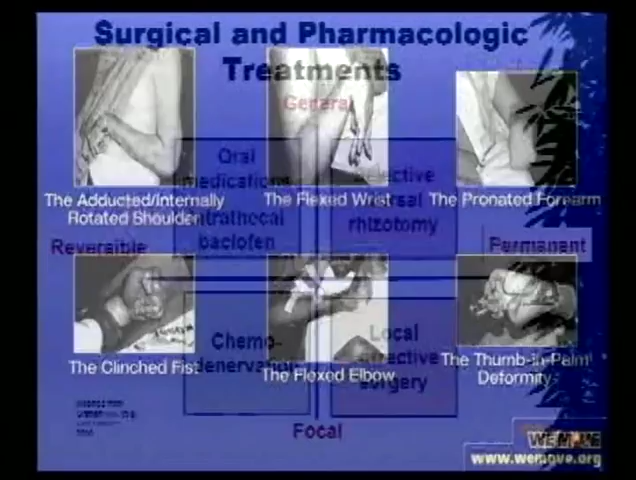 Surgical and Pharmacologic
Treatments
General
Oral
medications
Intrathecal
baclofen
Selective
dorsal
rhizotomy
The Adducted/Internally
Rotated Shoulder
The Flexed Wrist
The Pronated Forearm
Reversible
Permanent
Chemo-
denervation
Local
corrective
surgery
The Clinched Fist
The Flexed Elbow
The Thumb-in-Palm
Deformity
Focal
WE MOVE
www.wemove.org